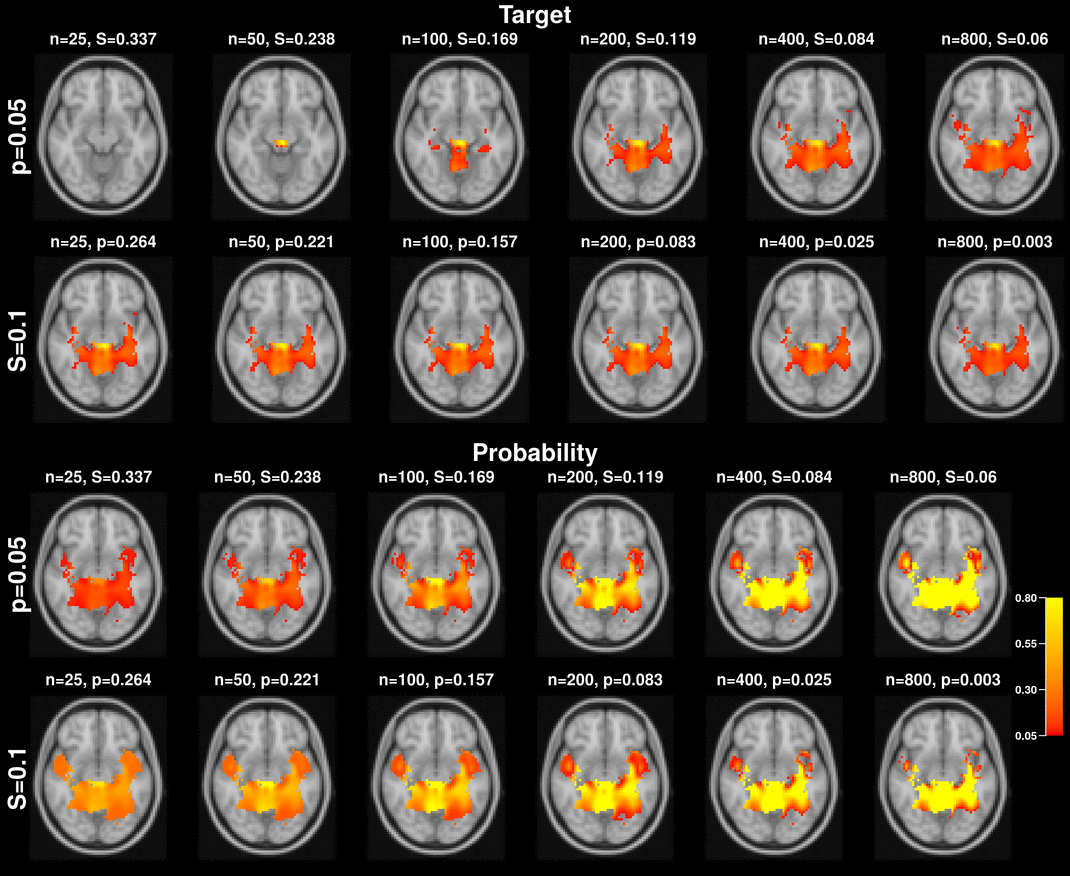 Target
n=25, S=0.337 n=50, S=0.238 n=100, S=0.169 n=200, S=0.119 n=400, S=0.084 n=800, S=0.06
p=0.05
n=25, p=0.264 n=50, p=0.221 n=100, p=0.157 n=200, p=0.083 n=400, p=0.025 n=800, p=0.003
S=0.1
Probability
n=25, S=0.337 n=50, S=0.238 n=100, S=0.169 n=200, S=0.119 n=400, S=0.084 n=800, S=0.06
p=0.05
0.80
0.55
0.30
0.05
n=25, p=0.264 n=50, p=0.221 n=100, p=0.157 n=200, p=0.083 n=400, p=0.025 n=800, p=0.003
S=0.1